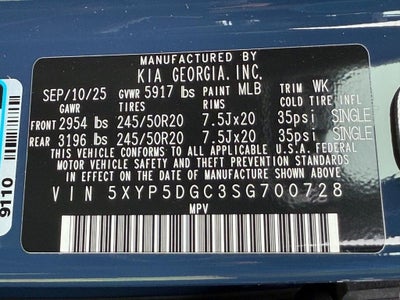 MANUFACTURED BY
KIA GEORGIA, INC.
SEP/10/25 GVWR 5917 lbs PAINT MLB TRIM WK
GAWR TIRES RIMS COLD TIRE INFL
FRONT 2954 lbs 245/50R20 7.5Jx20 35psi SINGLE
REAR 3196 lbs 245/50R20 7.5Jx20 35psi SINGLE
THIS VEHICLE CONFORMS TO ALL APPLICABLE
FEDERAL MOTOR VEHICLE SAFETY STANDARDS
IN EFFECT ON THE DATE OF
MANUFACTURE SHOWN ABOVE
VIN 5XYP5DGC3SG700728
MPV
9110